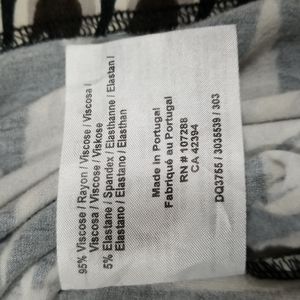 95% Viscose / Rayon / Viscose / Viscosa /
Viscosa / Viscose / Viskose
5% Elastane / Spandex / Elasthanne / Elastan /
Elastano / Elastano / Elasthan
Made in Portugal
Fabriqué au Portugal
RN # 107288
CA 42394
DQ3755 / 3035539 / 303